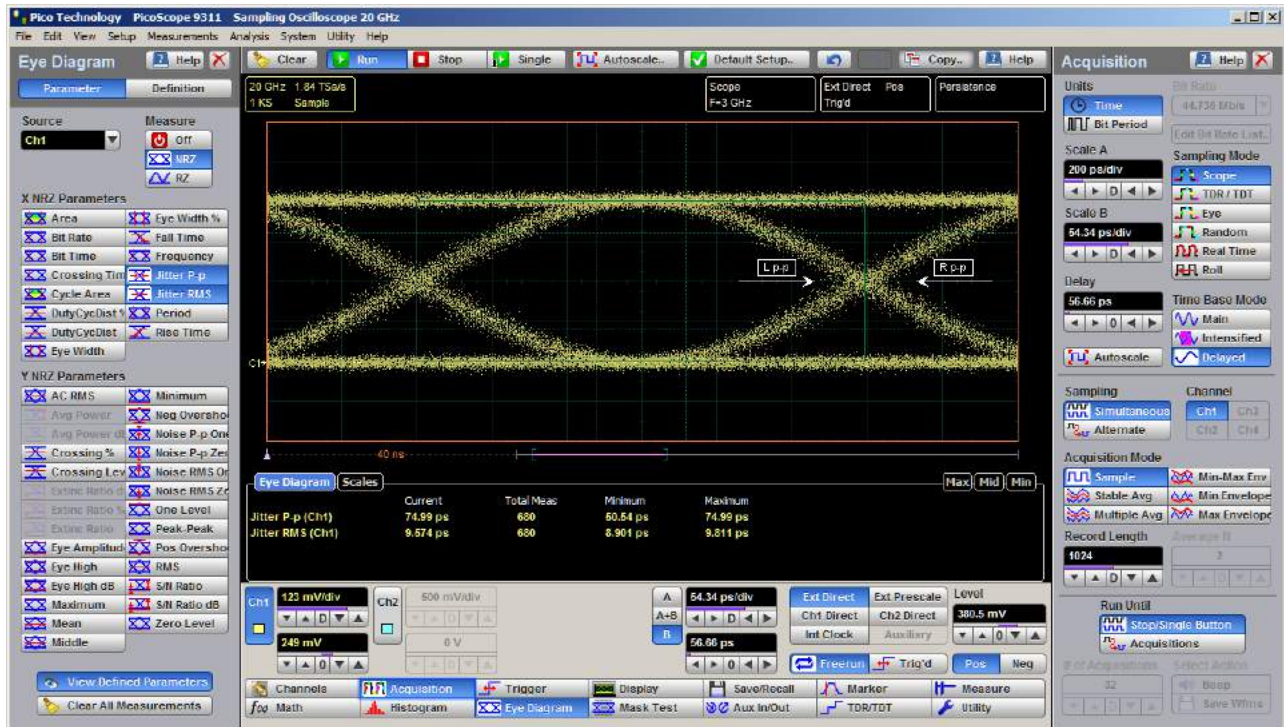 Pico Technology PicoScope 9311 Sampling Oscilloscope 20 GHz
File Edit View Setup Measurements Analysis System Utility Help
Eye Diagram Help
Parameter Definition
Source Measure
Ch1 Off
NRZ
RZ
X NRZ Parameters
Area Eye Width %
Bit Rate Fall Time
Bit Time Frequency
Crossing Tim Jitter P-p
Cycle Area Jitter RMS
DutyCycDist % Period
DutyCycDist Rise Time
Eye Width
Y NRZ Parameters
AC RMS Minimum
Avg Power Neg Oversho
Avg Power dB Noise P-p One
Crossing % Noise P-p Zer
Crossing Lev Noise RMS On
Extinc Ratio d Noise RMS Ze
Extinc Ratio % One Level
Extinc Ratio Peak-Peak
Eye Amplitud Pos Oversho
Eye High RMS
Eye High dB S/N Ratio
Maximum S/N Ratio dB
Mean Zero Level
Middle
View Defined Parameters
Clear All Measurements
Clear Run Stop Single Autoscale.. Default Setup.. Copy.. Help
20 GHz 1.84 TSa/s
1 KS Sample
Scope
F=3 GHz
Ext Direct Pos
Trig'd
Persistence
L p-p R p-p
C1
40 ns
Eye Diagram Scales Max Mid Min
Current Total Meas Minimum Maximum
Jitter P-p (Ch1) 74.99 ps 680 50.54 ps 74.99 ps
Jitter RMS (Ch1) 9.574 ps 680 8.901 ps 9.811 ps
Ch1 123 mV/div Ch2 500 mV/div A 54.34 ps/div Ext Direct Ext Prescale Level
D D A+B D Ch1 Direct Ch2 Direct 380.5 mV
249 mV 0 V B 56.66 ps Int Clock Auxiliary 0
0 0 0 Freerun Trig'd Pos Neg
Channels Acquisition Trigger Display Save/Recall Marker Measure
Math Histogram Eye Diagram Mask Test Aux In/Out TDR/TDT Utility
Acquisition Help
Units Bit Rate
Time 44.736 Mb/s
Bit Period Edit Bit Rate List..
Scale A Sampling Mode
200 ps/div Scope
D TDR / TDT
Scale B Eye
54.34 ps/div Random
D Real Time
Roll
Delay
56.66 ps Time Base Mode
0 Main
Intensified
Autoscale Delayed
Sampling Channel
Simultaneous Ch1 Ch3
Alternate Ch2 Ch4
Acquisition Mode
Sample Min-Max Env
Stable Avg Min Envelope
Multiple Avg Max Envelope
Record Length Average N
1024 2
D D
Run Until
Stop/Single Button
Acquisitions
# of Acquisitions Select Action
32 Beep
D Save Wfms